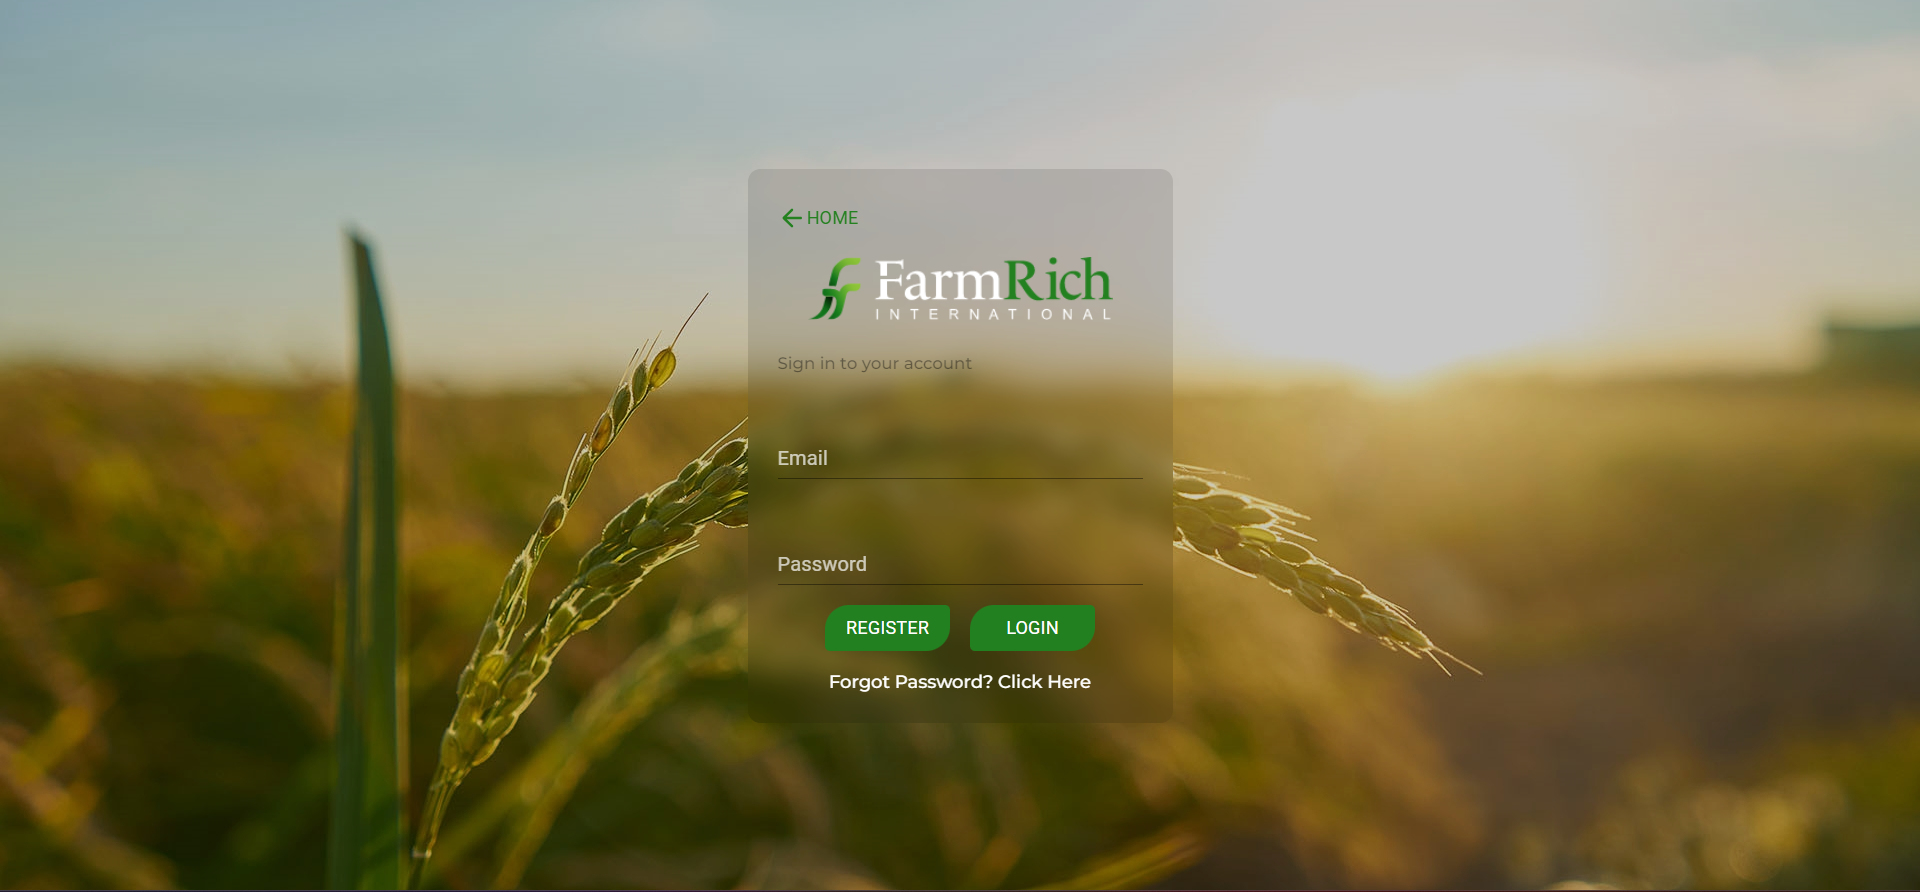 HOME
FarmRich
INTERNATIONAL
Sign in to your account
Email
Password
REGISTER LOGIN
Forgot Password? Click Here